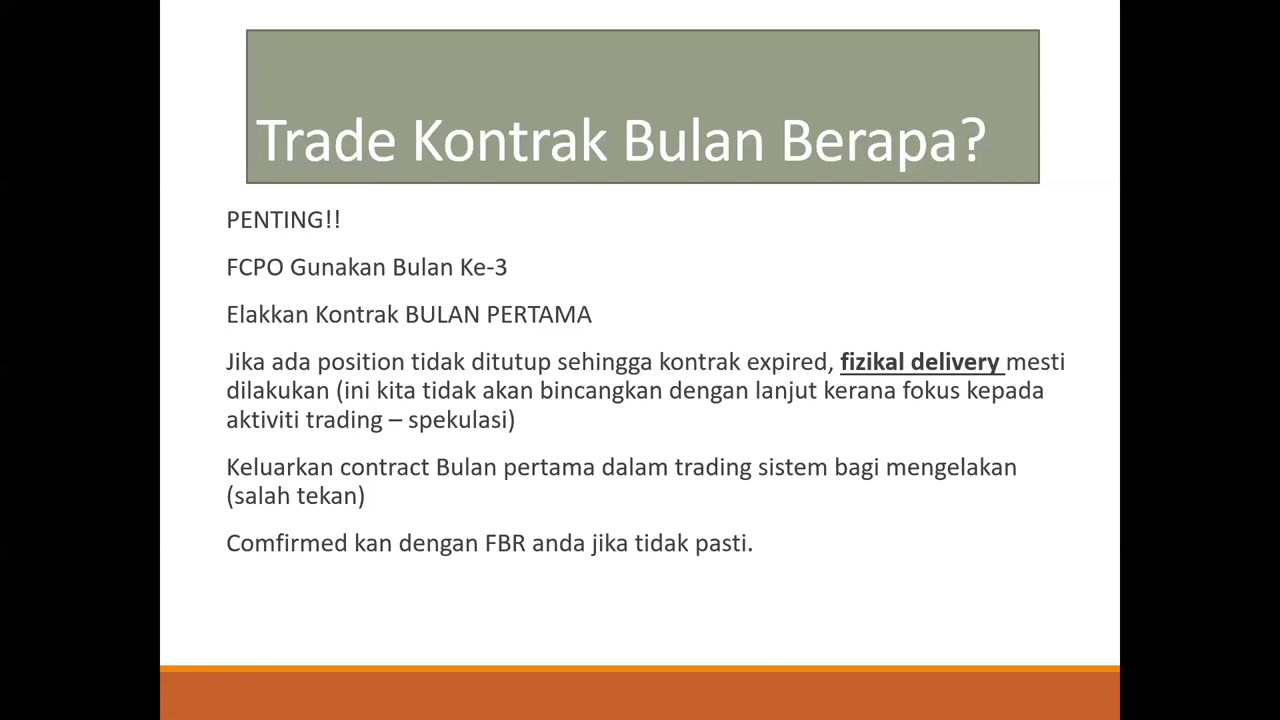 Trade Kontrak Bulan Berapa?
PENTING!!
FCPO Gunakan Bulan Ke-3
Elakkan Kontrak BULAN PERTAMA
Jika ada position tidak ditutup sehingga kontrak expired, fizikal delivery mesti
dilakukan (ini kita tidak akan bincangkan dengan lanjut kerana fokus kepada
aktiviti trading – spekulasi)
Keluarkan contract Bulan pertama dalam trading sistem bagi mengelakan
(salah tekan)
Comfirmed kan dengan FBR anda jika tidak pasti.